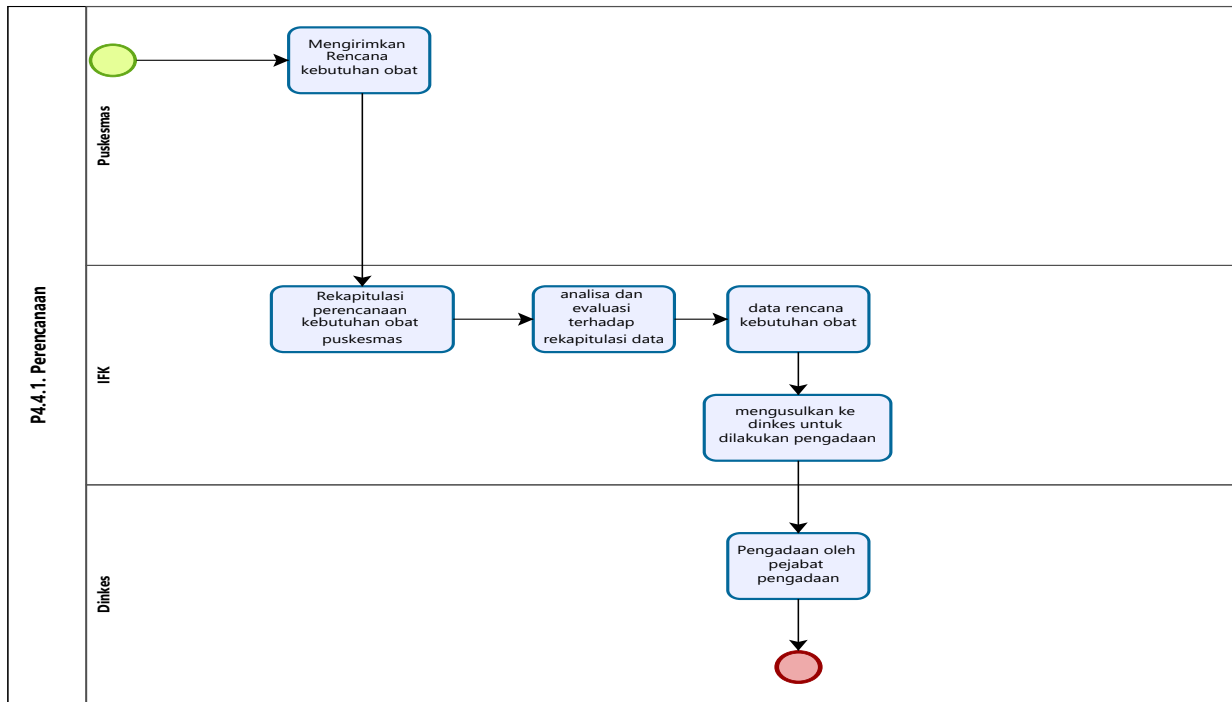 P4.4.1. Perencanaan
Puskesmas
Mengirimkan
Rencana
kebutuhan obat
IFK
Rekapitulasi
perencanaan
kebutuhan obat
puskesmas
analisa dan
evaluasi
terhadap
rekapitulasi data
data rencana
kebutuhan obat
mengusulkan ke
dinkes untuk
dilakukan pengadaan
Dinkes
Pengadaan oleh
pejabat
pengadaan